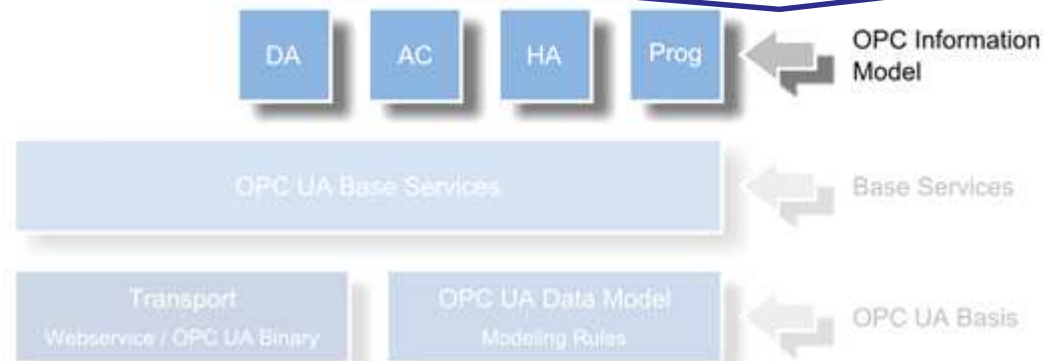 DA
AC
HA
Prog
OPC Information
Model
OPC UA Base Services
Base Services
Transport
Webservice / OPC UA Binary
OPC UA Data Model
Modeling Rules
OPC UA Basis